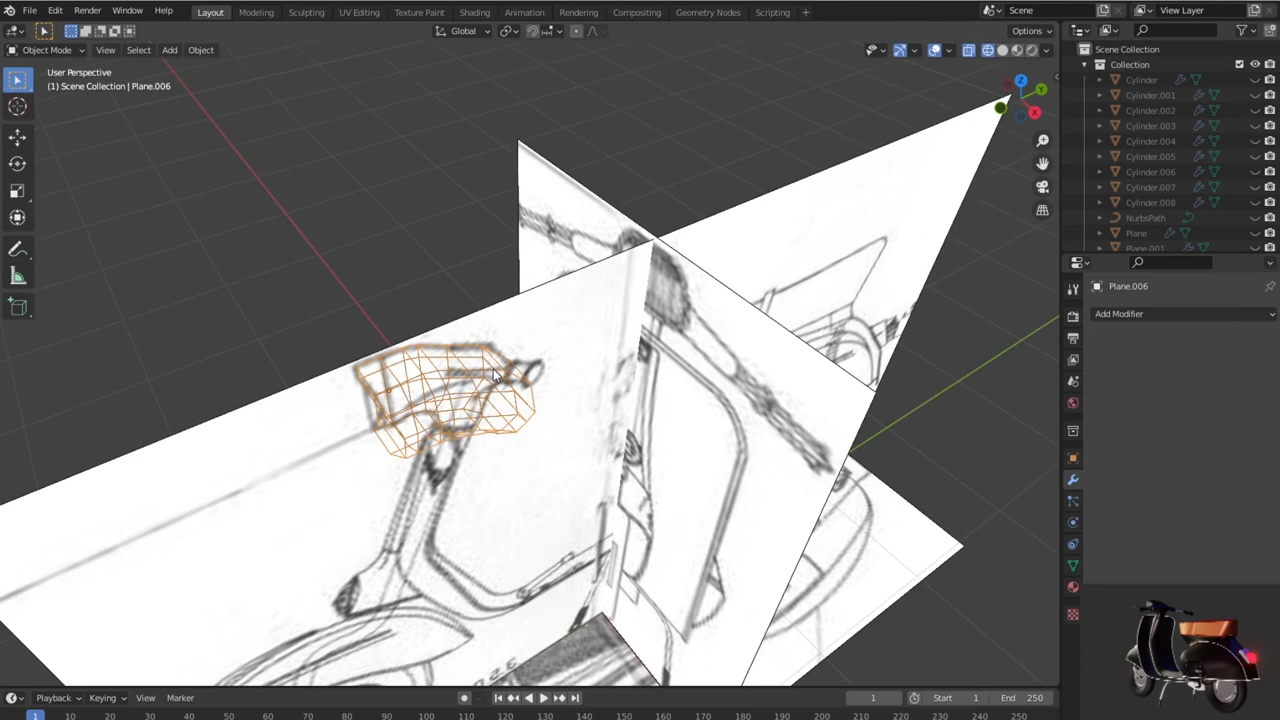 File Edit Render Window Help Layout Modeling Sculpting UV Editing Texture Paint Shading Animation Rendering Compositing Geometry Nodes Scripting + Scene View Layer
Global Options
Object Mode View Select Add Object
User Perspective
(1) Scene Collection | Plane.006
Scene Collection
Collection
Cylinder
Cylinder.001
Cylinder.002
Cylinder.003
Cylinder.004
Cylinder.005
Cylinder.006
Cylinder.007
Cylinder.008
NurbsPath
Plane
Plane.001
Plane.006
Add Modifier
Z
Y
X
Playback Keying View Marker 1 Start 1 End 250
1 10 20 30 40 50 60 70 80 90 100 110 120 130 140 150 160 170 180 190 200 210 220 230 240 250